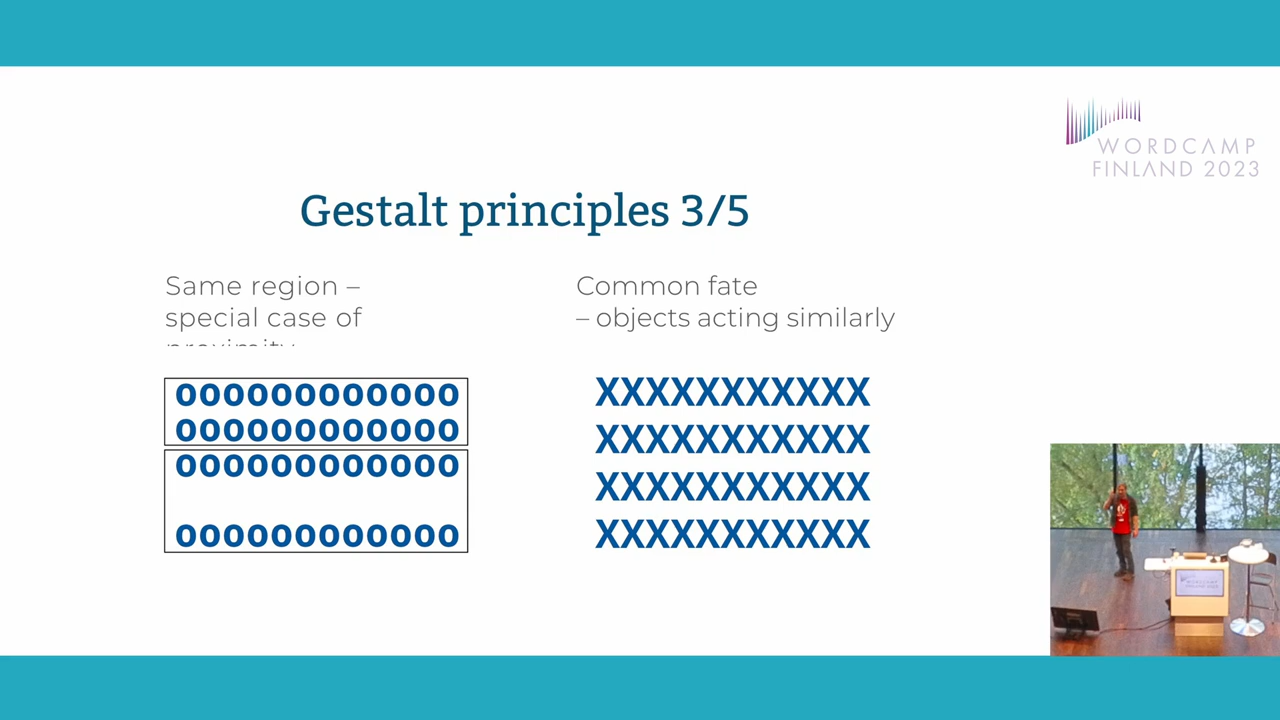 WORDCAMP
FINLAND 2023
Gestalt principles 3/5
Same region –
special case of
proximity
Common fate
– objects acting similarly
oooooooooooo
oooooooooooo
oooooooooooo
oooooooooooo
XXXXXXXXXXX
XXXXXXXXXXX
XXXXXXXXXXX
XXXXXXXXXXX